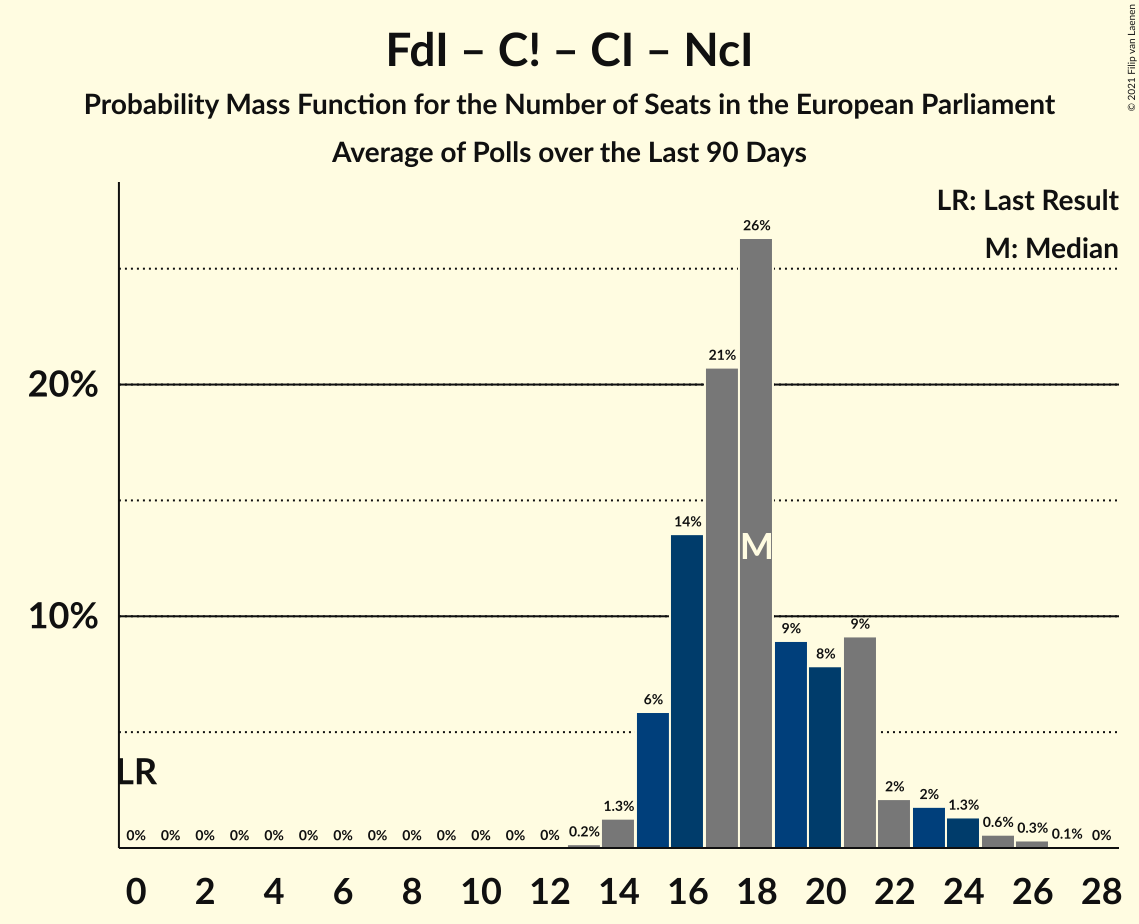 FdI – C! – CI – NcI
Probability Mass Function for the Number of Seats in the European Parliament
Average of Polls over the Last 90 Days
© 2021 Filip van Laenen
LR: Last Result
M: Median
20%
10%
LR
M
0% 0% 0% 0% 0% 0% 0% 0% 0% 0% 0% 0% 0% 0.2% 1.3% 6% 14% 21% 26% 9% 8% 9% 2% 2% 1.3% 0.6% 0.3% 0.1% 0%
0 2 4 6 8 10 12 14 16 18 20 22 24 26 28